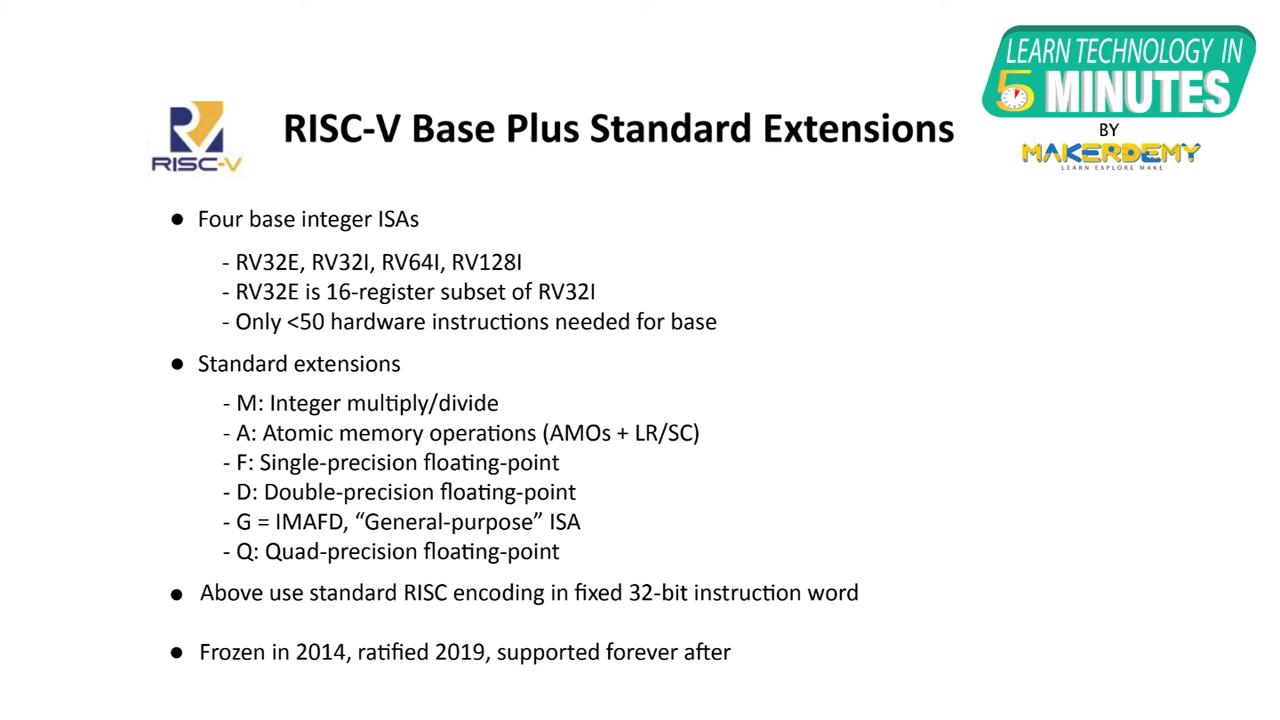 LEARN TECHNOLOGY IN
5 MINUTES
BY
MAKERDEMY
LEARN EXPLORE MAKE
RISC-V
RISC-V Base Plus Standard Extensions
● Four base integer ISAs
- RV32E, RV32I, RV64I, RV128I
- RV32E is 16-register subset of RV32I
- Only <50 hardware instructions needed for base
● Standard extensions
- M: Integer multiply/divide
- A: Atomic memory operations (AMOs + LR/SC)
- F: Single-precision floating-point
- D: Double-precision floating-point
- G = IMAFD, “General-purpose” ISA
- Q: Quad-precision floating-point
● Above use standard RISC encoding in fixed 32-bit instruction word
● Frozen in 2014, ratified 2019, supported forever after